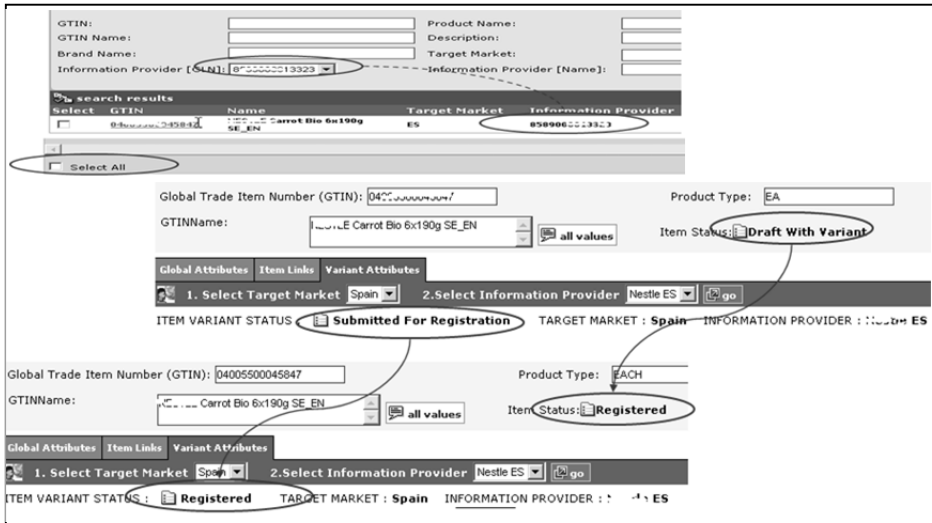 GTIN: Product Name:
GTIN Name: Description:
Brand Name: Target Market:
Information Provider [GLN]: Information Provider [Name]:
search results
Select GTIN Name Target Market Information Provider
Carrot Bio 6x190g ES
SE_EN
Select All
Global Trade Item Number (GTIN): Product Type: EA
GTINName: Carrot Bio 6x190g SE_EN all values Item Status: Draft With Variant
Global Attributes Item Links Variant Attributes
1. Select Target Market Spain 2.Select Information Provider Nestle ES go
ITEM VARIANT STATUS Submitted For Registration TARGET MARKET : Spain INFORMATION PROVIDER : ES
Global Trade Item Number (GTIN): 04005500045847 Product Type: EACH
GTINName: Carrot Bio 6x190g SE_EN all values Item Status: Registered
Global Attributes Item Links Variant Attributes
1. Select Target Market Spain 2.Select Information Provider Nestle ES go
ITEM VARIANT STATUS : Registered TARGET MARKET : Spain INFORMATION PROVIDER : ES